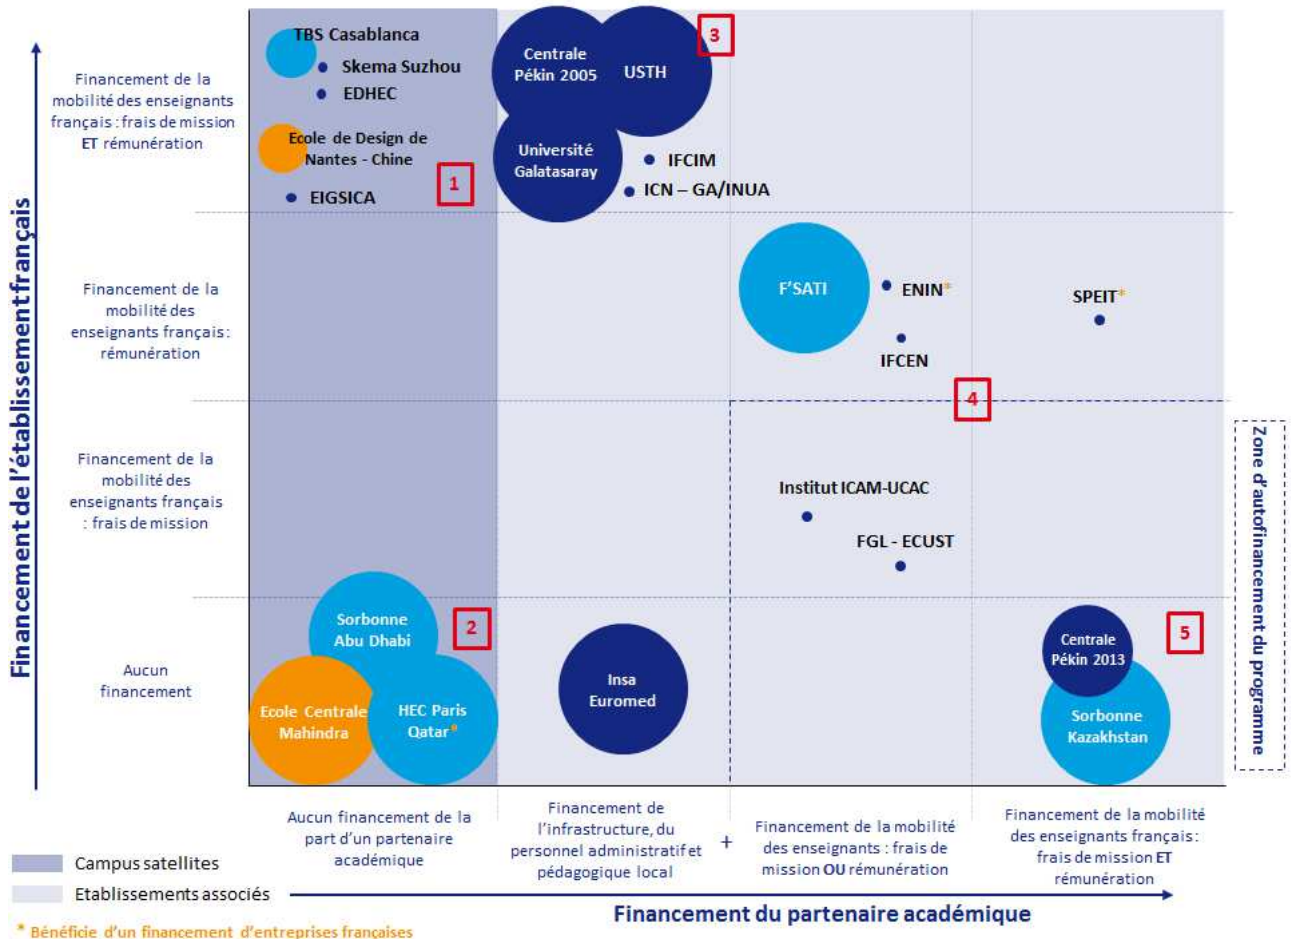 Financement de l'établissement français
Financement de la
mobilité des enseignants
français : frais de mission
ET rémunération
Financement de la
mobilité des
enseignants français :
rémunération
Financement de la
mobilité des
enseignants français
: frais de mission
Aucun
financement
TBS Casablanca
Skema Suzhou
EDHEC
Ecole de Design de
Nantes - Chine
1
EIGSICA
Centrale
Pékin 2005
USTH
3
Université
Galatasaray
IFCIM
ICN – GA/INUA
F'SATI
ENIN*
IFCEN
SPEIT*
4
Institut ICAM-UCAC
FGL - ECUST
Sorbonne
Abu Dhabi
2
Ecole Centrale
Mahindra
HEC Paris
Qatar*
Insa
Euromed
Centrale
Pékin 2013
5
Sorbonne
Kazakhstan
Zone d'autofinancement du programme
Aucun financement de la
part d'un partenaire
académique
Financement de
l'infrastructure, du
personnel administratif et
pédagogique local
+
Financement de la mobilité
des enseignants : frais de
mission OU rémunération
Financement de la mobilité
des enseignants français :
frais de mission ET
rémunération
Campus satellites
Etablissements associés
Financement du partenaire académique
* Bénéficie d'un financement d'entreprises françaises